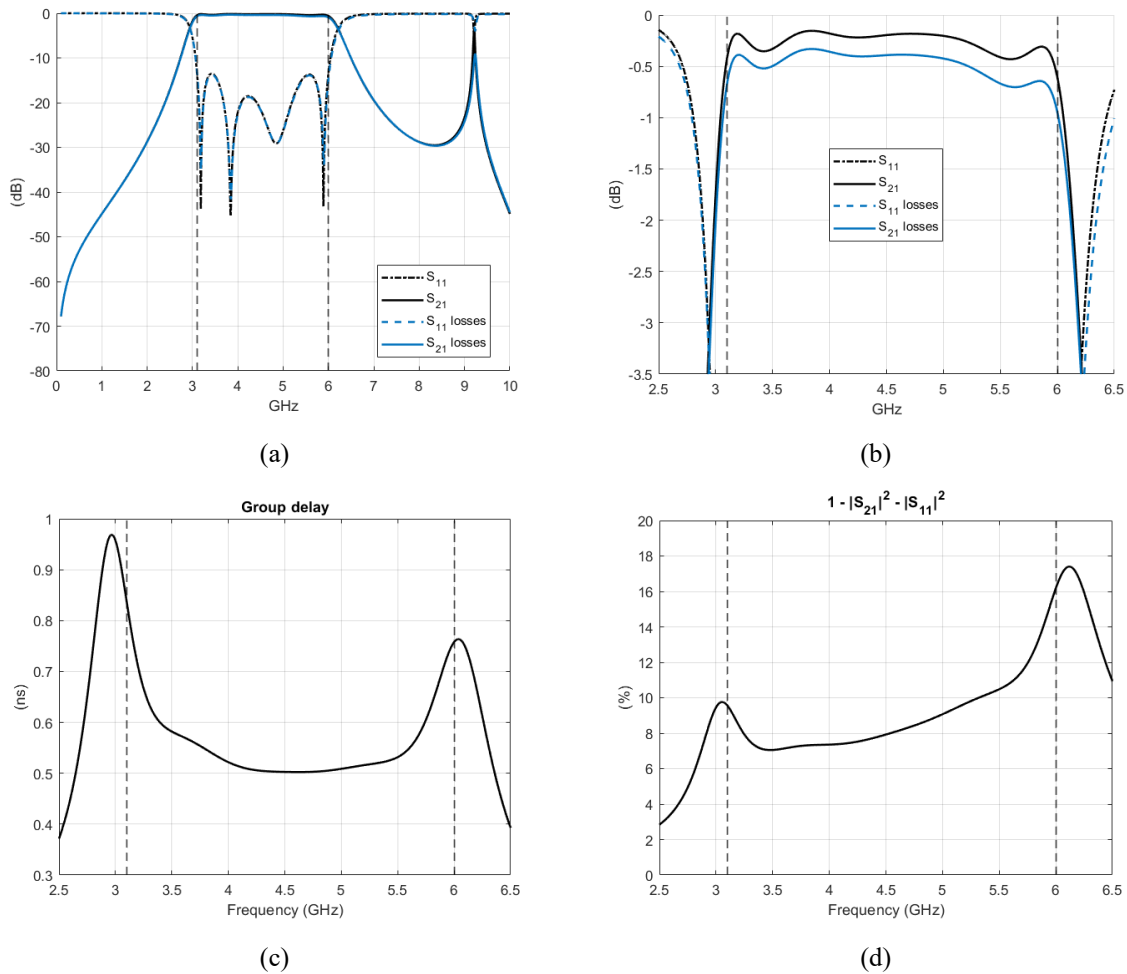 0
-10
-20
-30
-40
-50
-60
-70
-80
(dB)
0 1 2 3 4 5 6 7 8 9 10
GHz
S11
S21
S11 losses
S21 losses
(a)
-0
-0.5
-1
-1.5
-2
-2.5
-3
-3.5
(dB)
2.5 3 3.5 4 4.5 5 5.5 6 6.5
GHz
S11
S21
S11 losses
S21 losses
(b)
Group delay
1
0.9
0.8
0.7
0.6
0.5
0.4
0.3
(ns)
2.5 3 3.5 4 4.5 5 5.5 6 6.5
Frequency (GHz)
(c)
1 - |S21|² - |S11|²
20
18
16
14
12
10
8
6
4
2
0
(%)
2.5 3 3.5 4 4.5 5 5.5 6 6.5
Frequency (GHz)
(d)